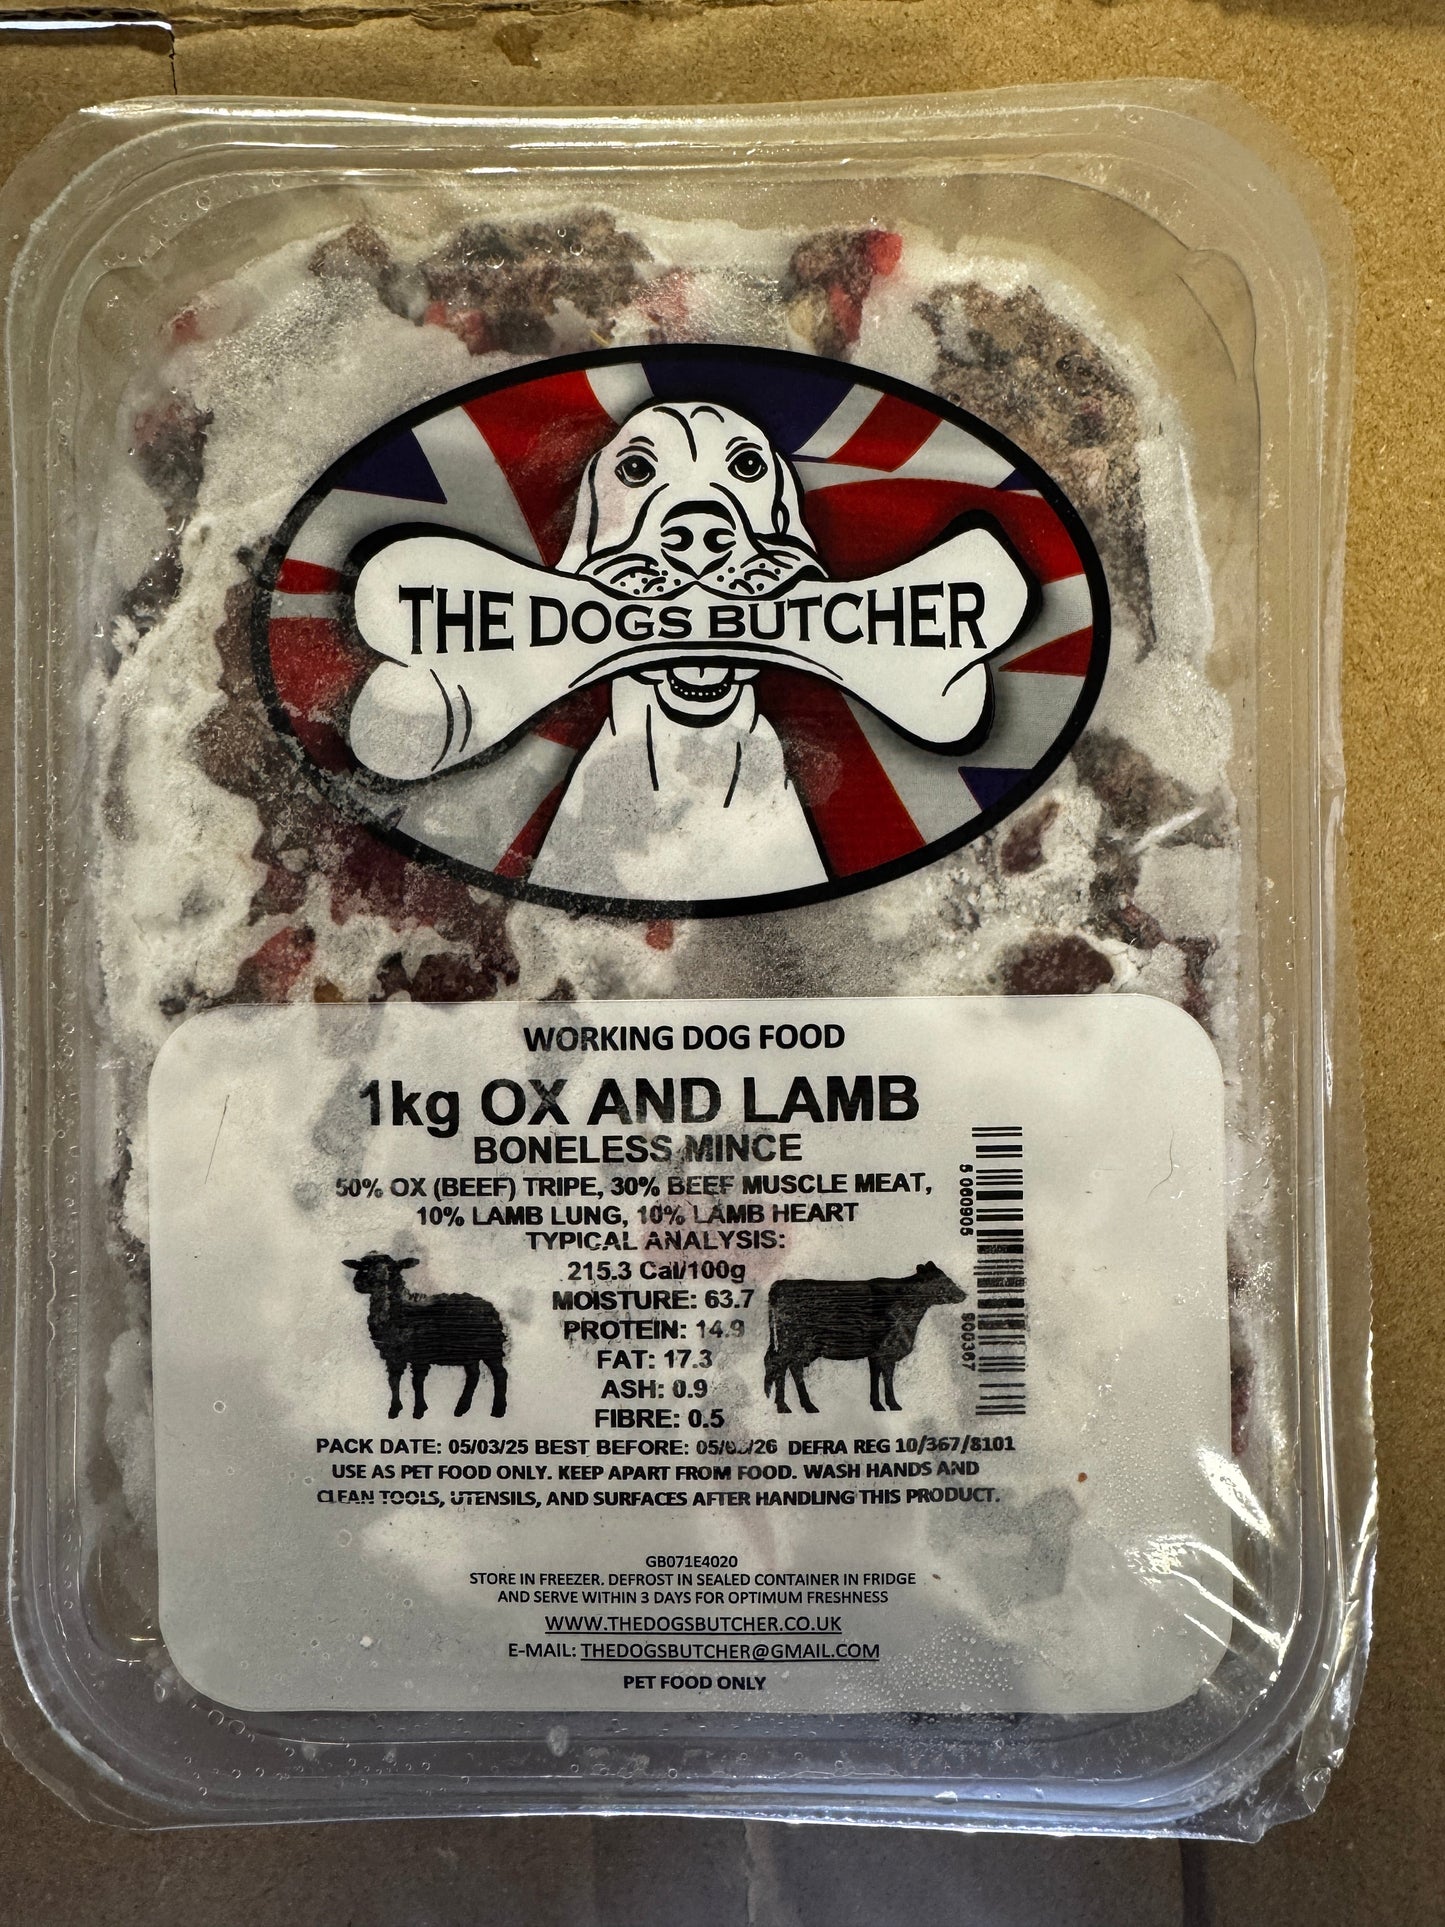 THE DOGS BUTCHER
WORKING DOG FOOD
1kg OX AND LAMB
BONELESS MINCE
50% OX (BEEF) TRIPE, 30% BEEF MUSCLE MEAT,
10% LAMB LUNG, 10% LAMB HEART
TYPICAL ANALYSIS:
215.3 Cal/100g
MOISTURE: 63.7
PROTEIN: 14.9
FAT: 17.3
ASH: 0.9
FIBRE: 0.5
5 060906 900367
PACK DATE: 05/03/25 BEST BEFORE: DEFRA REG 10/367/8101
USE AS PET FOOD ONLY. KEEP APART FROM FOOD. WASH HANDS AND
CLEAN TOOLS, UTENSILS, AND SURFACES AFTER HANDLING THIS PRODUCT.
GB071E4020
STORE IN FREEZER. DEFROST IN SEALED CONTAINER IN FRIDGE
AND SERVE WITHIN 3 DAYS FOR OPTIMUM FRESHNESS
WWW.THEDOGSBUTCHER.CO.UK
E-MAIL: THEDOGSBUTCHER@GMAIL.COM
PET FOOD ONLY